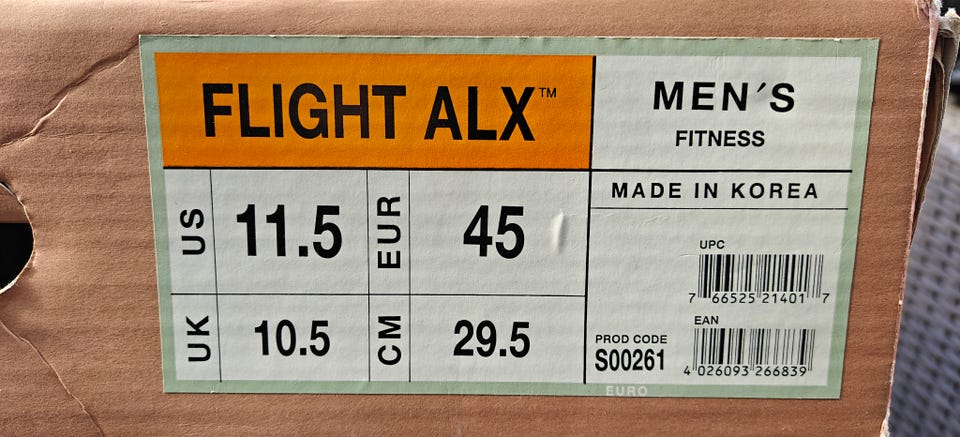 FLIGHT ALX™
MEN´S
FITNESS
MADE IN KOREA
US 11.5 EUR 45
UK 10.5 CM 29.5
UPC
7 66525 21401 7
EAN
4 026093 266839
PROD CODE
S00261
EURO